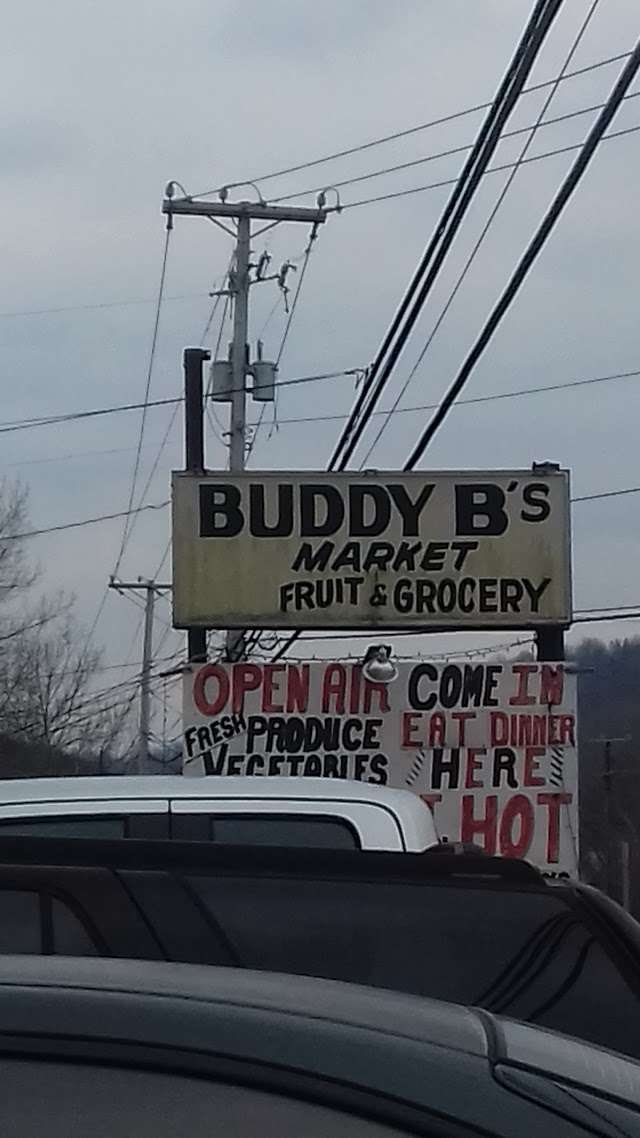 BUDDY B'S
MARKET
FRUIT & GROCERY
OPEN AIR
FRESH PRODUCE
VEGETABLES
COME IN
EAT DINNER
HERE
HOT